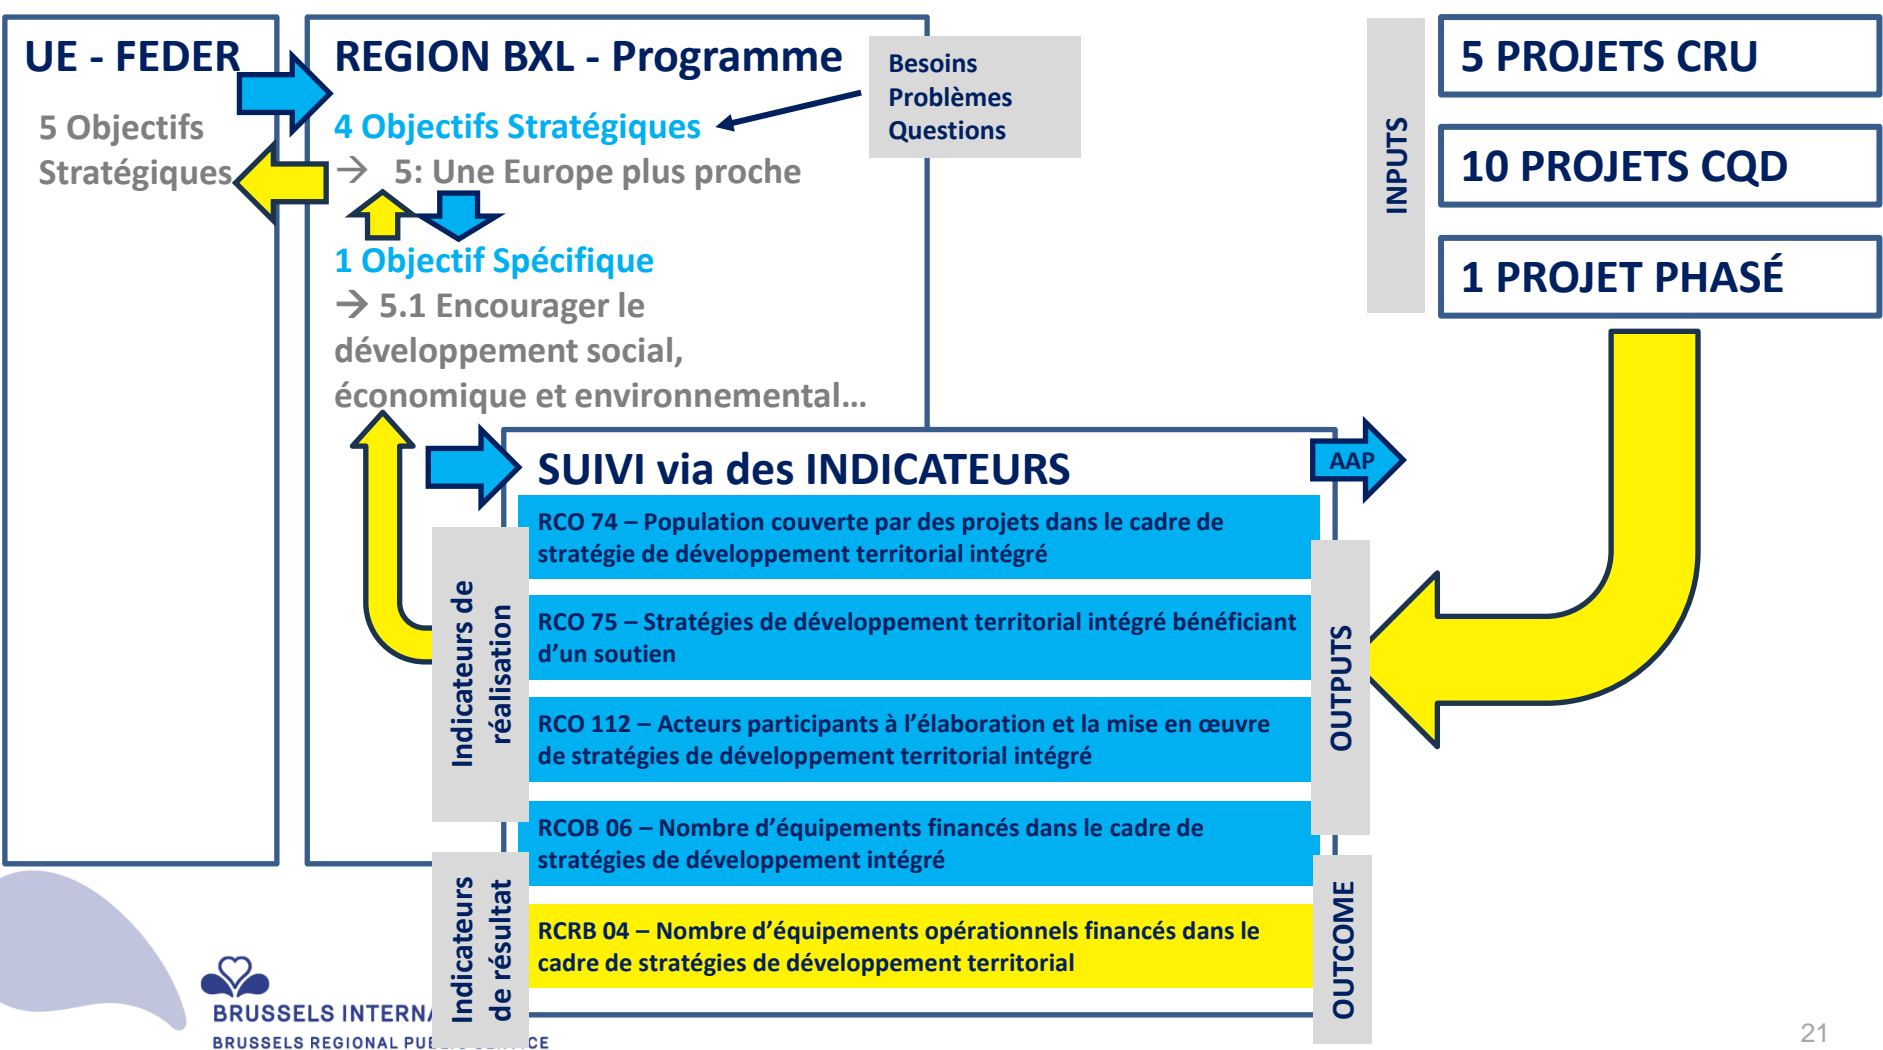 UE - FEDER
5 Objectifs
Stratégiques
REGION BXL - Programme
4 Objectifs Stratégiques
→ 5: Une Europe plus proche
1 Objectif Spécifique
→ 5.1 Encourager le
développement social,
économique et environnemental...
Besoins
Problèmes
Questions
INPUTS
5 PROJETS CRU
10 PROJETS CQD
1 PROJET PHASÉ
SUIVI via des INDICATEURS
AAP
Indicateurs de
réalisation
RCO 74 – Population couverte par des projets dans le cadre de
stratégie de développement territorial intégré
RCO 75 – Stratégies de développement territorial intégré bénéficiant
d'un soutien
RCO 112 – Acteurs participants à l'élaboration et la mise en œuvre
de stratégies de développement territorial intégré
RCOB 06 – Nombre d'équipements financés dans le cadre de
stratégies de développement intégré
OUTPUTS
Indicateurs
de résultat
RCRB 04 – Nombre d'équipements opérationnels financés dans le
cadre de stratégies de développement territorial
OUTCOME
BRUSSELS
BRUSSELS REGIONAL
21